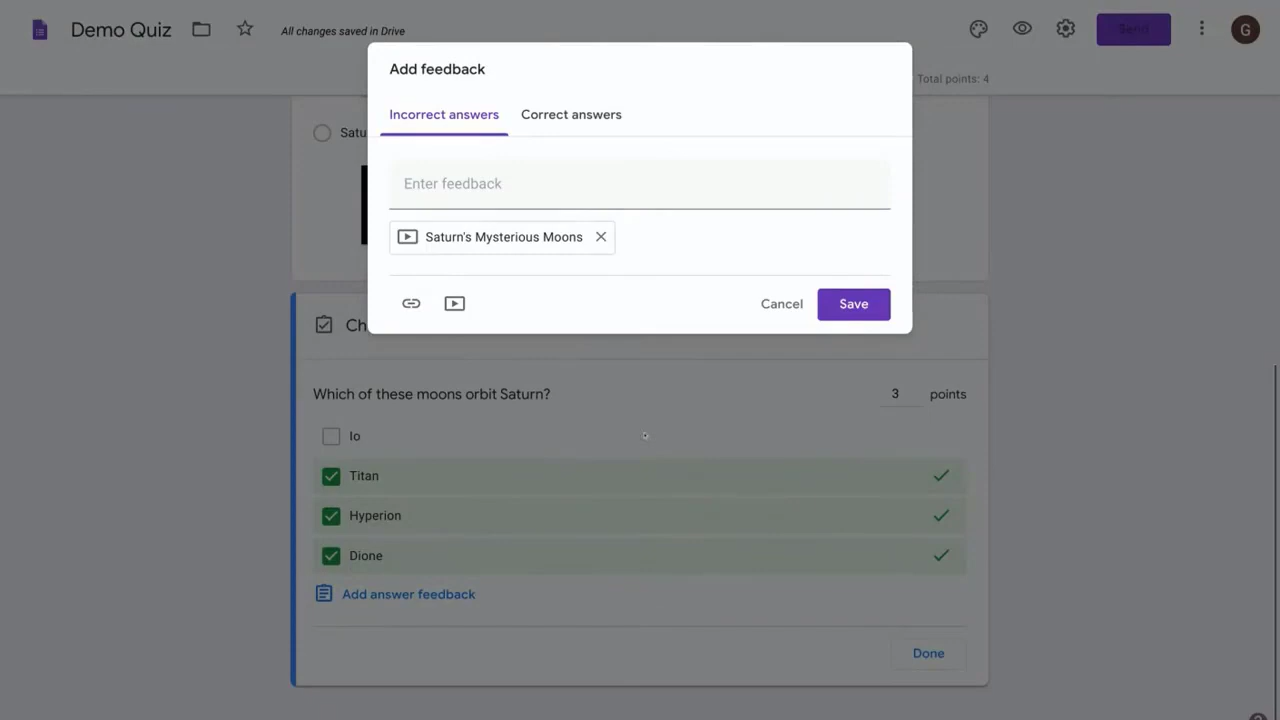 Demo Quiz
All changes saved in Drive
Send
G
Total points: 4
Add feedback
Incorrect answers
Correct answers
Enter feedback
Saturn's Mysterious Moons
Cancel
Save
Satu
Ch
Which of these moons orbit Saturn?
3 points
Io
Titan
Hyperion
Dione
Add answer feedback
Done